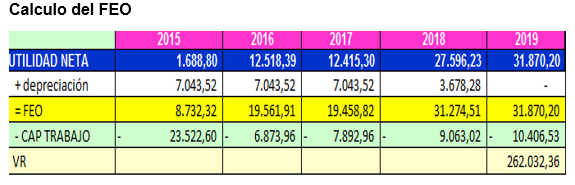 Calculo del FEO
2015 2016 2017 2018 2019
UTILIDAD NETA 1.688,80 12.518,39 12.415,30 27.596,23 31.870,20
+ depreciación 7.043,52 7.043,52 7.043,52 3.678,28 -
= FEO 8.732,32 19.561,91 19.458,82 31.274,51 31.870,20
- CAP TRABAJO - 23.522,60 - 6.873,96 - 7.892,96 - 9.063,02 - 10.406,53
VR 262.032,36